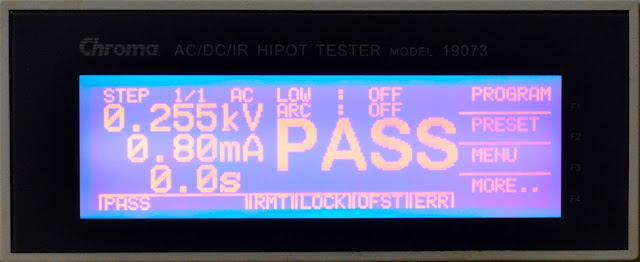 Chroma AC/DC/IR HIPOT TESTER MODEL 19073
STEP 1/1 AC LOW : OFF PROGRAM
ARC : OFF F1
0.255kV PRESET
PASS F2
0.80mA MENU
F3
0.0s MORE.. F4
PASS RMT LOCK OFST ERR